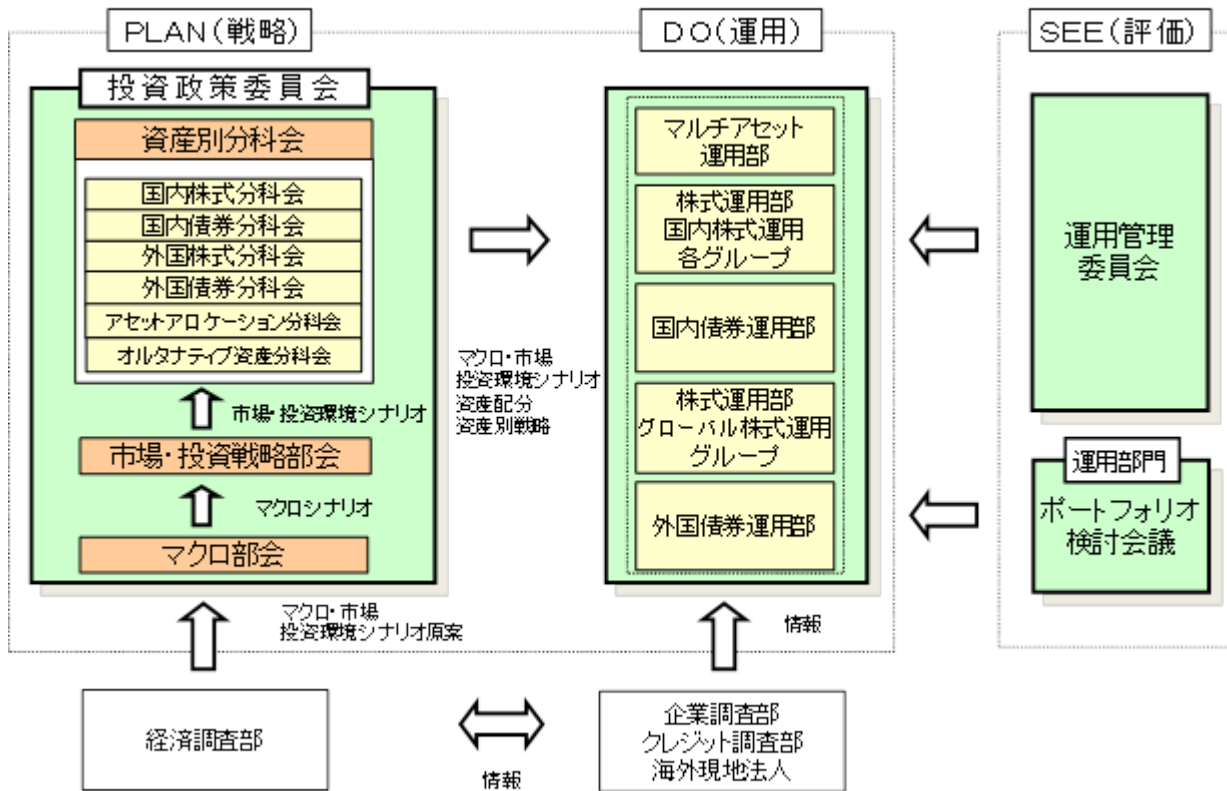 PLAN(戦略)
投資政策委員会
資産別分科会
国内株式分科会
国内債券分科会
外国株式分科会
外国債券分科会
アセットアロケーション分科会
オルタナティブ資産分科会
市場・投資環境シナリオ
市場・投資戦略部会
マクロシナリオ
マクロ部会
マクロ・市場
投資環境シナリオ原案
経済調査部
マクロ・市場
投資環境シナリオ
資産配分
資産別戦略
情報
DO(運用)
マルチアセット
運用部
株式運用部
国内株式運用
各グループ
国内債券運用部
株式運用部
グローバル株式運用
グループ
外国債券運用部
情報
企業調査部
クレジット調査部
海外現地法人
SEE(評価)
運用管理
委員会
運用部門
ポートフォリオ
検討会議